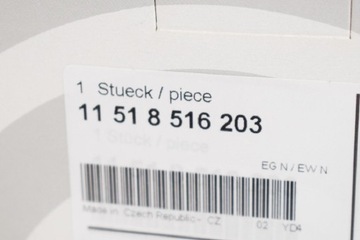 1 Stueck / piece
11 51 8 516 203
EG N / EW N
Made in Czech Republic - CZ 02 YD4